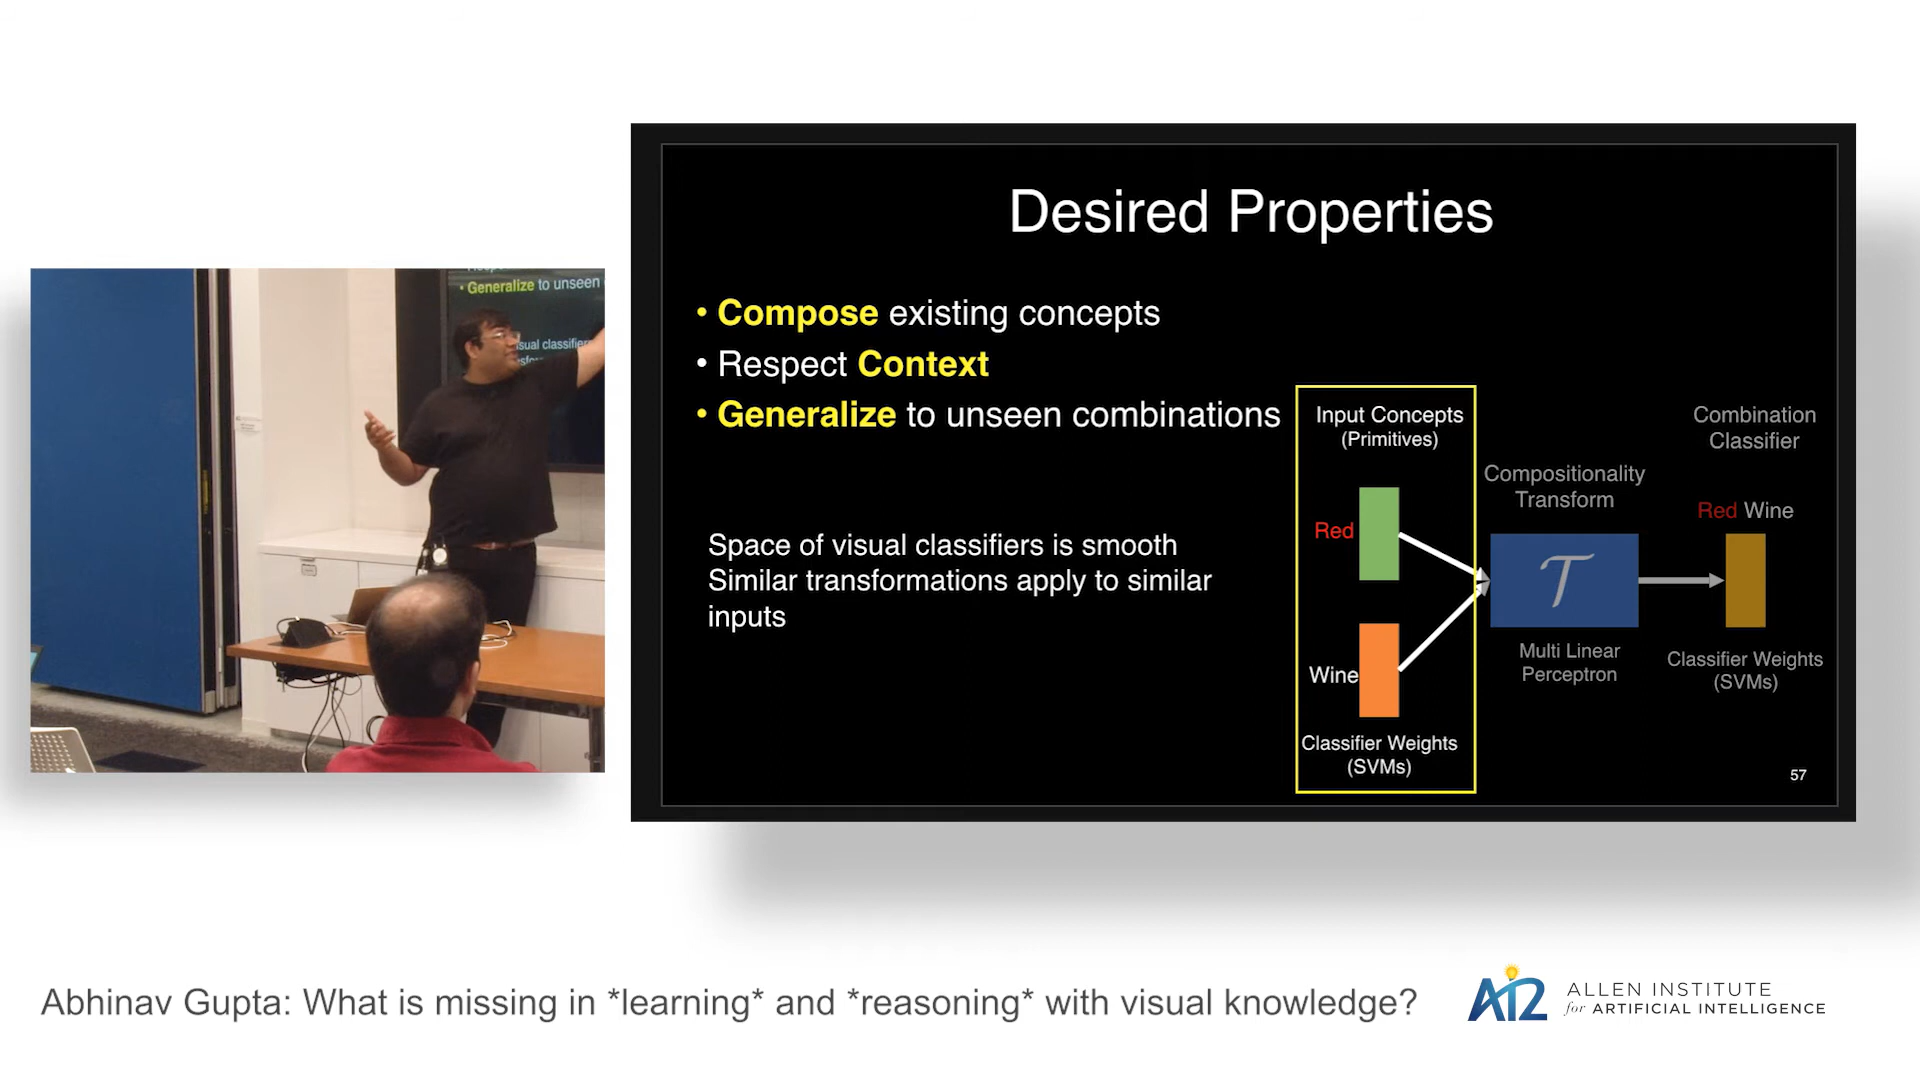 Desired Properties
• Compose existing concepts
• Respect Context
• Generalize to unseen combinations
Space of visual classifiers is smooth
Similar transformations apply to similar
inputs
Input Concepts
(Primitives)
Red
Wine
Classifier Weights
(SVMs)
Compositionality
Transform
T
Multi Linear
Perceptron
Combination
Classifier
Red Wine
Classifier Weights
(SVMs)
57
• Generalize to unseen
sual classifiers
Abhinav Gupta: What is missing in *learning* and *reasoning* with visual knowledge?
AI2
ALLEN INSTITUTE
for ARTIFICIAL INTELLIGENCE